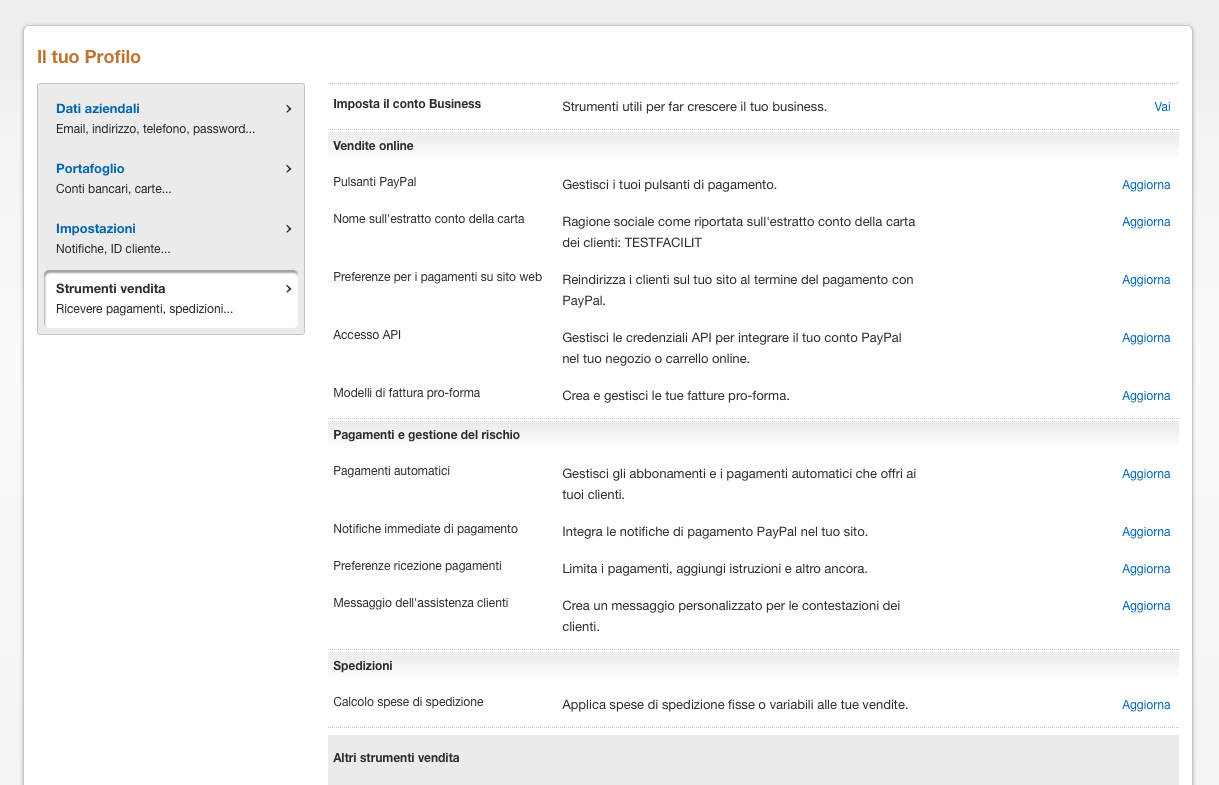 Il tuo Profilo
Dati aziendali
Email, indirizzo, telefono, password...
Portafoglio
Conti bancari, carte...
Impostazioni
Notifiche, ID cliente...
Strumenti vendita
Ricevere pagamenti, spedizioni...
Imposta il conto Business Strumenti utili per far crescere il tuo business. Vai
Vendite online
Pulsanti PayPal Gestisci i tuoi pulsanti di pagamento. Aggiorna
Nome sull'estratto conto della carta Ragione sociale come riportata sull'estratto conto della carta Aggiorna
dei clienti: TESTFACILIT
Preferenze per i pagamenti su sito web Reindirizza i clienti sul tuo sito al termine del pagamento con Aggiorna
PayPal.
Accesso API Gestisci le credenziali API per integrare il tuo conto PayPal Aggiorna
nel tuo negozio o carrello online.
Modelli di fattura pro-forma Crea e gestisci le tue fatture pro-forma. Aggiorna
Pagamenti e gestione del rischio
Pagamenti automatici Gestisci gli abbonamenti e i pagamenti automatici che offri ai Aggiorna
tuoi clienti.
Notifiche immediate di pagamento Integra le notifiche di pagamento PayPal nel tuo sito. Aggiorna
Preferenze ricezione pagamenti Limita i pagamenti, aggiungi istruzioni e altro ancora. Aggiorna
Messaggio dell'assistenza clienti Crea un messaggio personalizzato per le contestazioni dei Aggiorna
clienti.
Spedizioni
Calcolo spese di spedizione Applica spese di spedizione fisse o variabili alle tue vendite. Aggiorna
Altri strumenti vendita